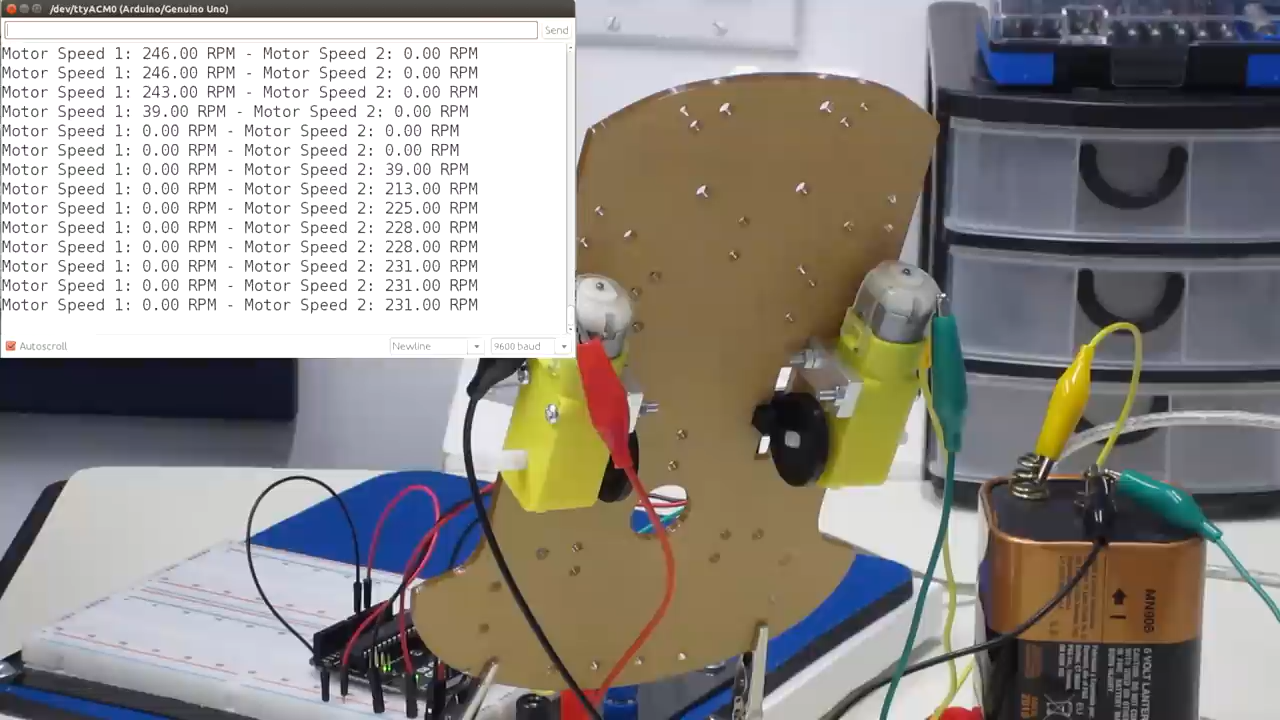 /dev/ttyACM0 (Arduino/Genuino Uno)
Send
Motor Speed 1: 246.00 RPM - Motor Speed 2: 0.00 RPM
Motor Speed 1: 246.00 RPM - Motor Speed 2: 0.00 RPM
Motor Speed 1: 243.00 RPM - Motor Speed 2: 0.00 RPM
Motor Speed 1: 39.00 RPM - Motor Speed 2: 0.00 RPM
Motor Speed 1: 0.00 RPM - Motor Speed 2: 0.00 RPM
Motor Speed 1: 0.00 RPM - Motor Speed 2: 0.00 RPM
Motor Speed 1: 0.00 RPM - Motor Speed 2: 39.00 RPM
Motor Speed 1: 0.00 RPM - Motor Speed 2: 213.00 RPM
Motor Speed 1: 0.00 RPM - Motor Speed 2: 225.00 RPM
Motor Speed 1: 0.00 RPM - Motor Speed 2: 228.00 RPM
Motor Speed 1: 0.00 RPM - Motor Speed 2: 228.00 RPM
Motor Speed 1: 0.00 RPM - Motor Speed 2: 231.00 RPM
Motor Speed 1: 0.00 RPM - Motor Speed 2: 231.00 RPM
Motor Speed 1: 0.00 RPM - Motor Speed 2: 231.00 RPM
Autoscroll
Newline
9600 baud
MN908
6 VOLT LANTERN